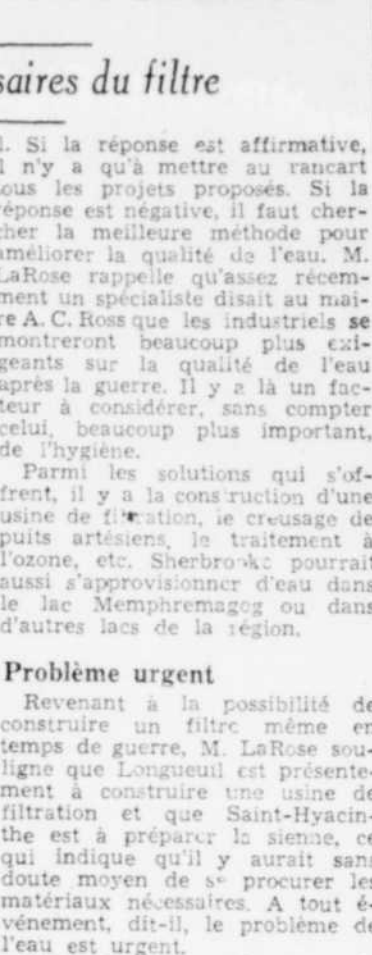 saires du filtre
l. Si la réponse est affirmative,
il n'y a qu'à mettre au rancart
tous les projets proposés. Si la
réponse est négative, il faut cher-
cher la meilleure méthode pour
améliorer la qualité de l'eau. M.
LaRose rappelle qu'assez récem-
ment un spécialiste disait au mai-
re A. C. Ross que les industriels se
montreront beaucoup plus exi-
geants sur la qualité de l'eau
après la guerre. Il y a là un fac-
teur à considérer, sans compter
celui, beaucoup plus important,
de l'hygiène.
Parmi les solutions qui s'of-
frent, il y a la construction d'une
usine de filtration, le creusage de
puits artésiens, le traitement à
l'ozone, etc. Sherbrooke pourrait
aussi s'approvisionner d'eau dans
le lac Memphremagog ou dans
d'autres lacs de la région.
Problème urgent
Revenant à la possibilité de
construire un filtre même en
temps de guerre, M. LaRose sou-
ligne que Longueuil est présente-
ment à construire une usine de
filtration et que Saint-Hyacin-
the est à préparer la sienne, ce
qui indique qu'il y aurait sans
doute moyen de se procurer les
matériaux nécessaires. A tout é-
vénement, dit-il, le problème de
l'eau est urgent.